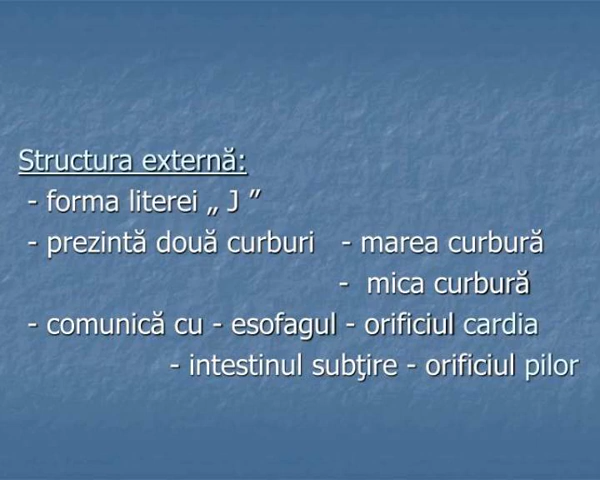 Structura externă:
- forma literei „ J ”
- prezintă două curburi - marea curbură
- mica curbură
- comunică cu - esofagul - orificiul cardia
- intestinul subţire - orificiul pilor